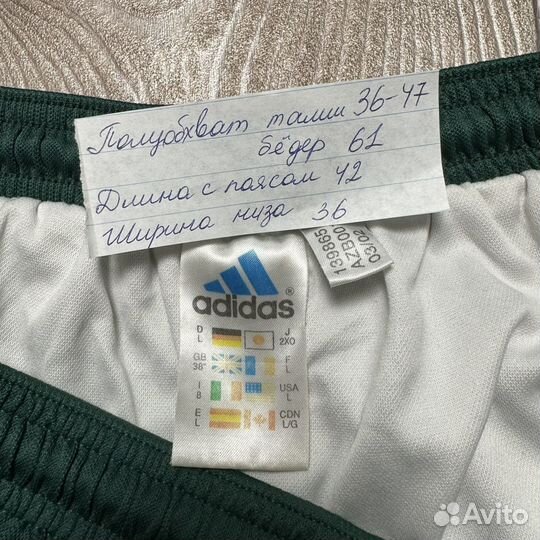 Полуобхват талии 36-47
бёдер 61
Длина с поясом 42
Ширина низа 36
139865
AZB00
03/02
adidas®
D
L
J
2XO
GB
38"
F
L
I
8
USA
L
E
L
CDN
L/G
Avito